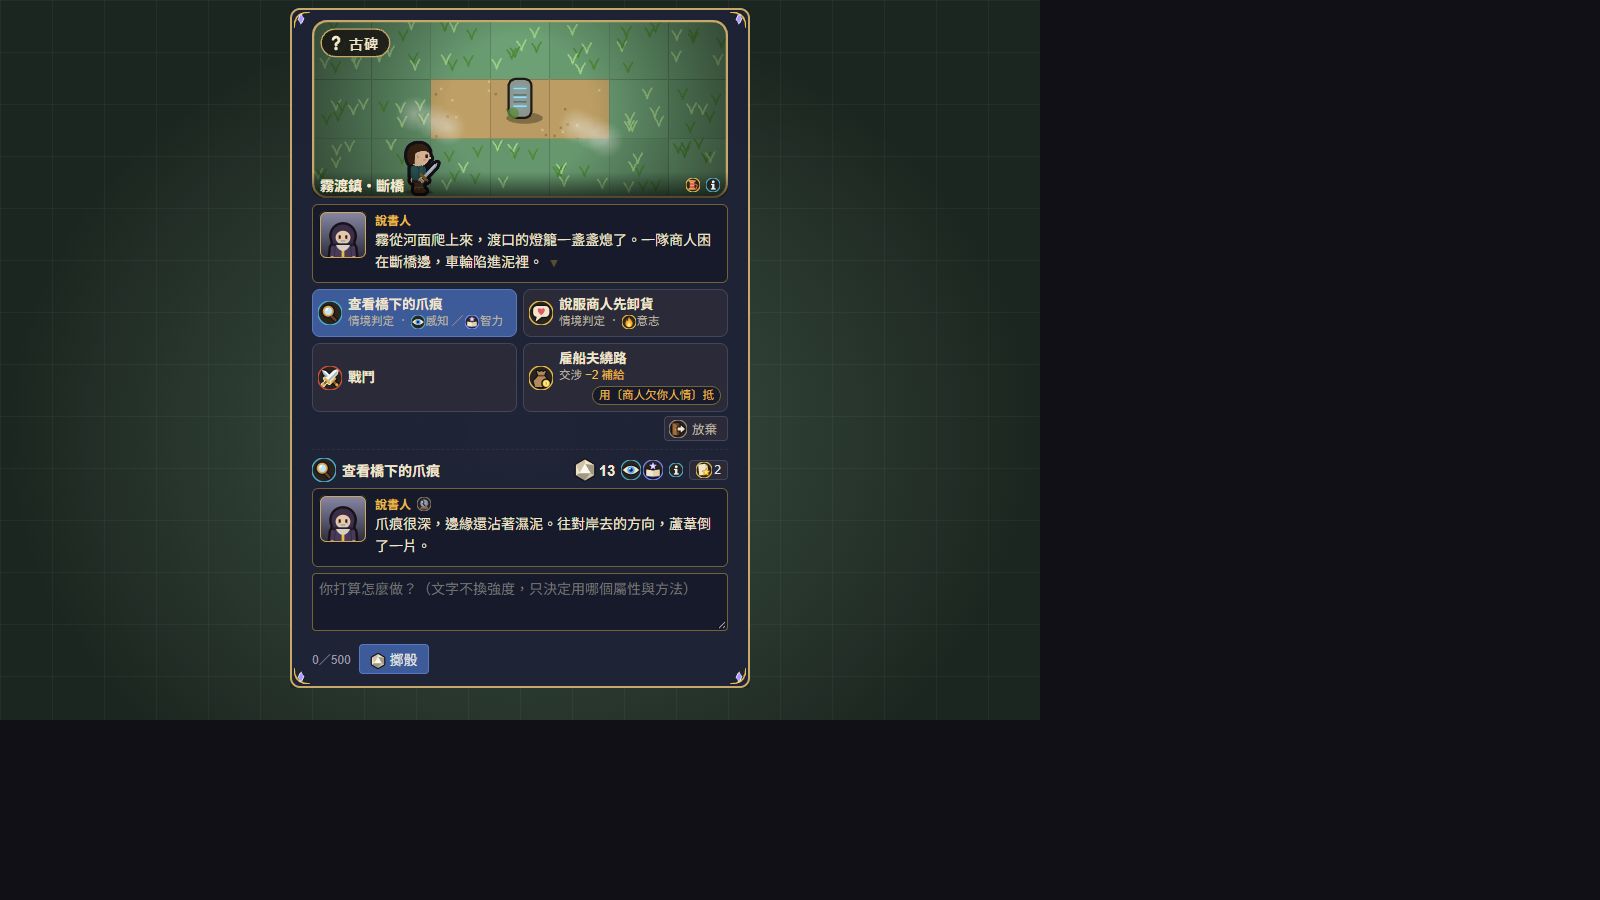 ? 古碑
霧渡鎮・斷橋
說書人
霧從河面爬上來，渡口的燈籠一盞盞熄了。一隊商人困
在斷橋邊，車輪陷進泥裡。 ▼
查看橋下的爪痕
情境判定 · 感知 ／ 智力
說服商人先卸貨
情境判定 · 意志
戰鬥
雇船夫繞路
交涉 −2 補給
用〔商人欠你人情〕抵
放棄
查看橋下的爪痕
13
2
說書人
爪痕很深，邊緣還沾著濕泥。往對岸去的方向，蘆葦倒
了一片。
你打算怎麼做？（文字不換強度，只決定用哪個屬性與方法）
0／500
擲骰